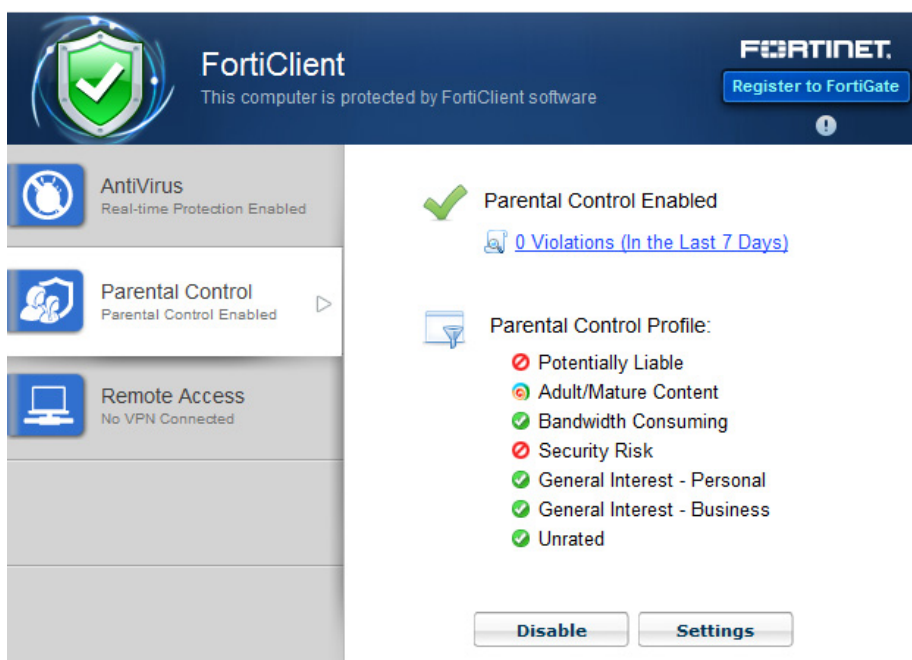 FortiClient
This computer is protected by FortiClient software
FORTINET.
Register to FortiGate
AntiVirus
Real-time Protection Enabled
Parental Control
Parental Control Enabled
Remote Access
No VPN Connected
Parental Control Enabled
0 Violations (In the Last 7 Days)
Parental Control Profile:
Potentially Liable
Adult/Mature Content
Bandwidth Consuming
Security Risk
General Interest - Personal
General Interest - Business
Unrated
Disable
Settings